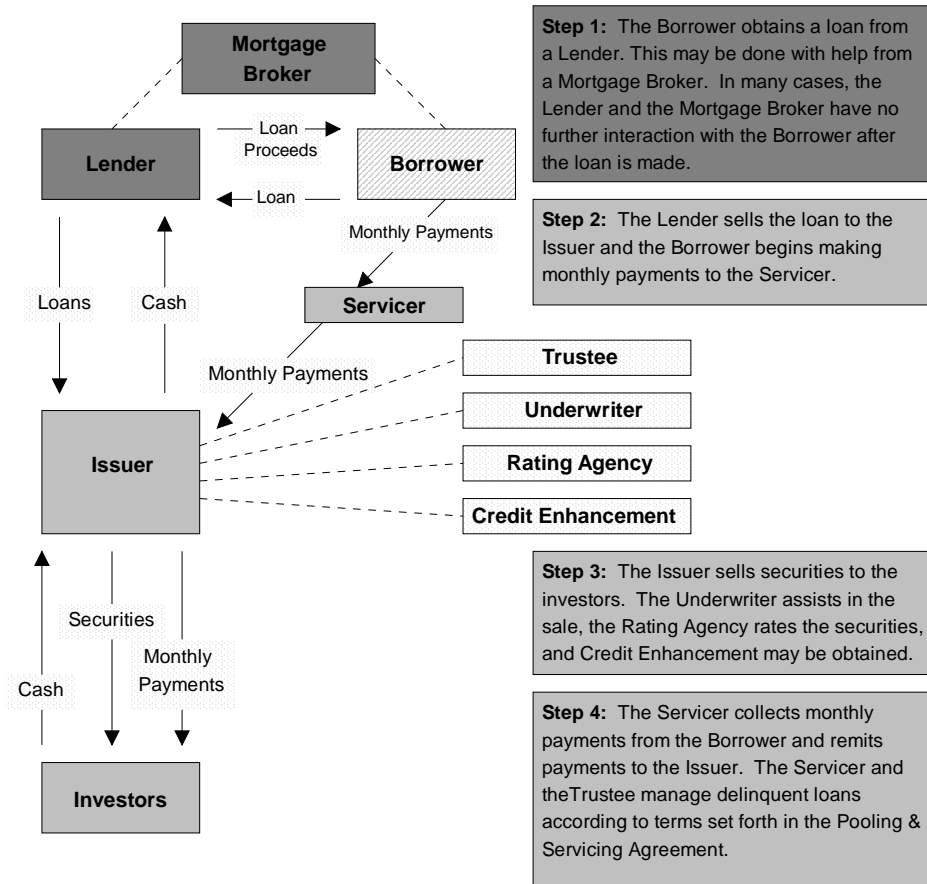 Mortgage
Broker
Lender
Loan
Proceeds
Borrower
Loan
Monthly Payments
Servicer
Loans
Cash
Monthly Payments
Trustee
Underwriter
Issuer
Rating Agency
Credit Enhancement
Securities
Monthly
Payments
Cash
Investors
Step 1:  The Borrower obtains a loan from
a Lender. This may be done with help from
a Mortgage Broker.  In many cases, the
Lender and the Mortgage Broker have no
further interaction with the Borrower after
the loan is made.
Step 2:  The Lender sells the loan to the
Issuer and the Borrower begins making
monthly payments to the Servicer.
Step 3:  The Issuer sells securities to the
investors.  The Underwriter assists in the
sale, the Rating Agency rates the securities,
and Credit Enhancement may be obtained.
Step 4:  The Servicer collects monthly
payments from the Borrower and remits
payments to the Issuer.  The Servicer and
theTrustee manage delinquent loans
according to terms set forth in the Pooling &
Servicing Agreement.